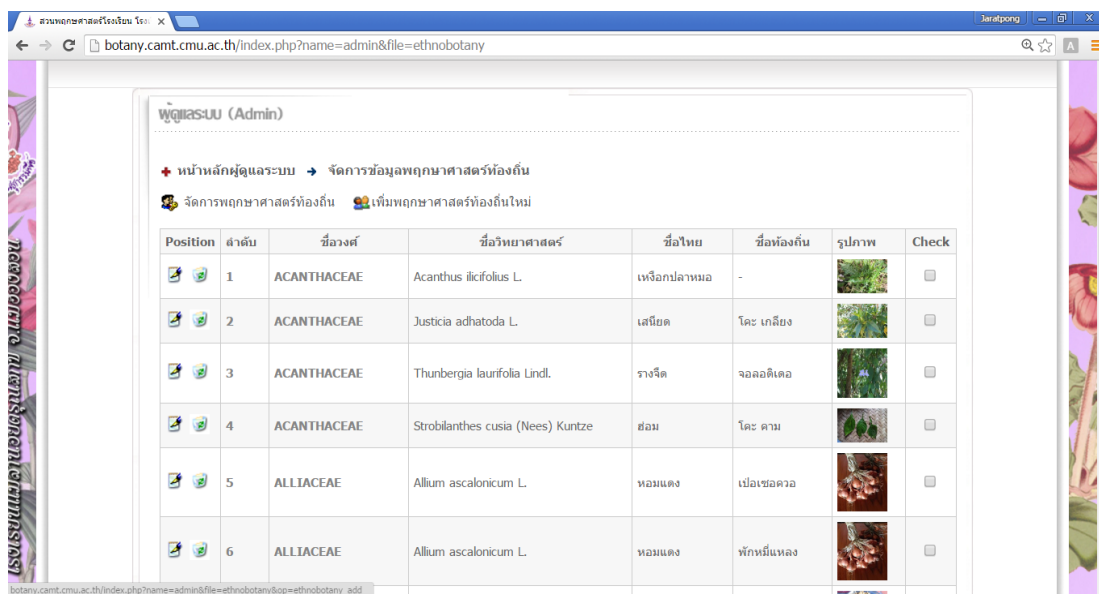 สวนพฤกษศาสตร์โรงเรียน โรง
Jaratpong
botany.camt.cmu.ac.th/index.php?name=admin&file=ethnobotany
ผู้ดูแลระบบ (Admin)
หน้าหลักผู้ดูแลระบบ → จัดการข้อมูลพฤกษาศาสตร์ท้องถิ่น
จัดการพฤกษาศาสตร์ท้องถิ่น เพิ่มพฤกษาศาสตร์ท้องถิ่นใหม่
Position ลำดับ ชื่อวงศ์ ชื่อวิทยาศาสตร์ ชื่อไทย ชื่อท้องถิ่น รูปภาพ Check
1 ACANTHACEAE Acanthus ilicifolius L. เหงือกปลาหมอ -
2 ACANTHACEAE Justicia adhatoda L. เสนียด โคะ เกลียง
3 ACANTHACEAE Thunbergia laurifolia Lindl. รางจืด จอลอดิเดอ
4 ACANTHACEAE Strobilanthes cusia (Nees) Kuntze ฮ่อม โคะ ดาม
5 ALLIACEAE Allium ascalonicum L. หอมแดง เปอเซอควอ
6 ALLIACEAE Allium ascalonicum L. หอมแดง พักหมี่แหลง
botany.camt.cmu.ac.th/index.php?name=admin&file=ethnobotany&op=ethnobotany_add